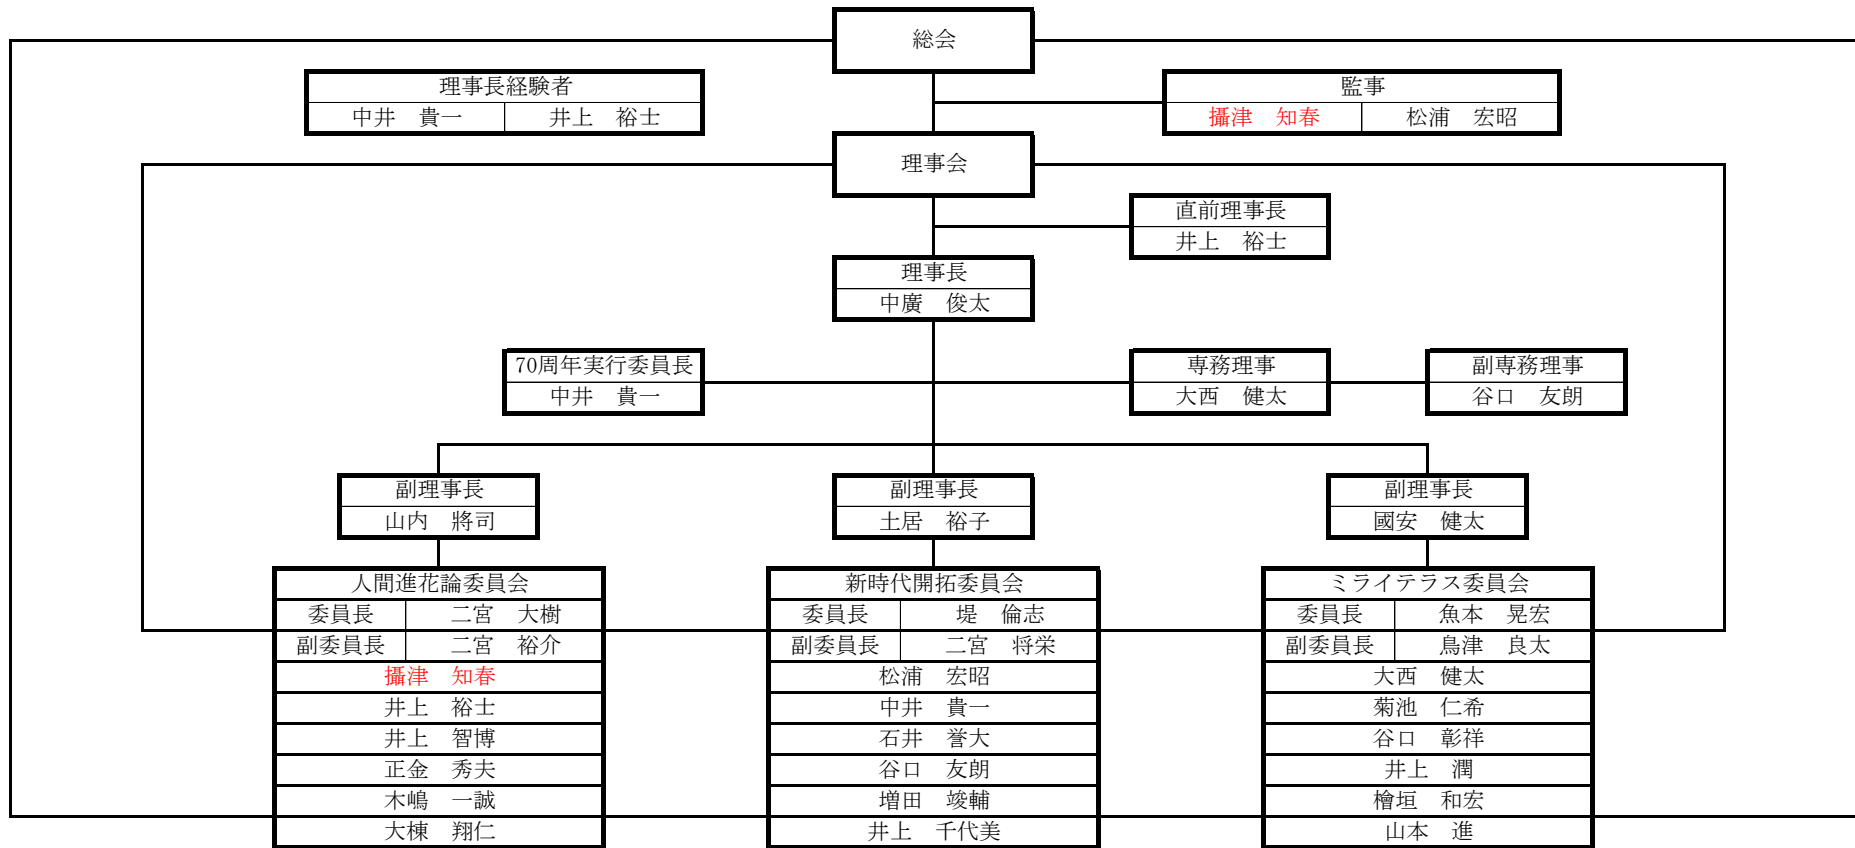 総会
理事長経験者
中井　貴一　井上　裕士
監事
攝津　知春　松浦　宏昭
理事会
直前理事長
井上　裕士
理事長
中廣　俊太
70周年実行委員長
中井　貴一
専務理事
大西　健太
副専務理事
谷口　友朗
副理事長
山内　將司
副理事長
土居　裕子
副理事長
國安　健太
人間進花論委員会
委員長　二宮　大樹
副委員長　二宮　裕介
攝津　知春
井上　裕士
井上　智博
正金　秀夫
木嶋　一誠
大棟　翔仁
新時代開拓委員会
委員長　堤　倫志
副委員長　二宮　将栄
松浦　宏昭
中井　貴一
石井　誉大
谷口　友朗
増田　竣輔
井上　千代美
ミライテラス委員会
委員長　魚本　晃宏
副委員長　鳥津　良太
大西　健太
菊池　仁希
谷口　彰祥
井上　潤
檜垣　和宏
山本　進